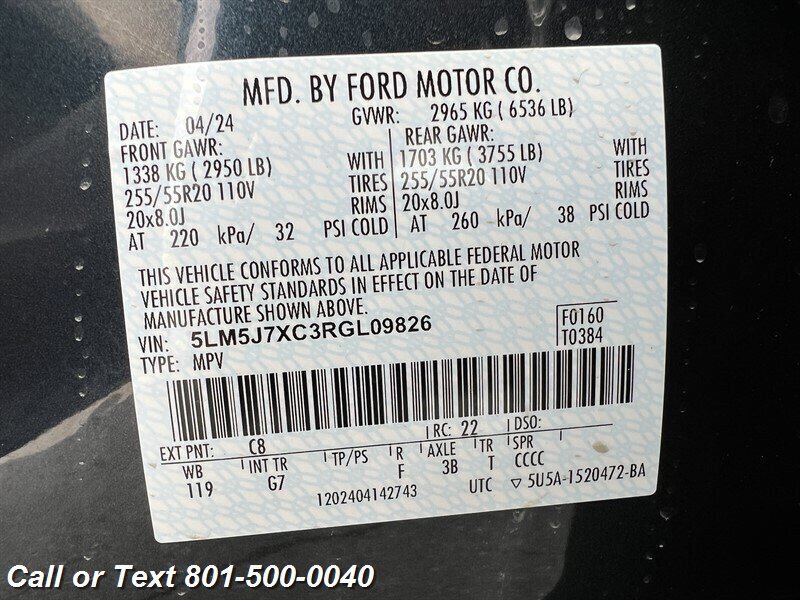 MFD. BY FORD MOTOR CO.
DATE: 04/24 GVWR: 2965 KG ( 6536 LB)
FRONT GAWR: REAR GAWR:
1338 KG ( 2950 LB) WITH 1703 KG ( 3755 LB) WITH
255/55R20 110V TIRES 255/55R20 110V TIRES
20x8.0J RIMS 20x8.0J RIMS
AT 220 kPa/ 32 PSI COLD AT 260 kPa/ 38 PSI COLD
THIS VEHICLE CONFORMS TO ALL APPLICABLE FEDERAL MOTOR
VEHICLE SAFETY STANDARDS IN EFFECT ON THE DATE OF
MANUFACTURE SHOWN ABOVE.
VIN: 5LM5J7XC3RGL09826 F0160
TYPE: MPV T0384
EXT PNT: C8 RC: 22 DSO:
WB INT TR TP/PS R AXLE TR SPR
119 G7 F 3B T CCCC
1202404142743 UTC ▽ 5U5A-1520472-BA
Call or Text 801-500-0040